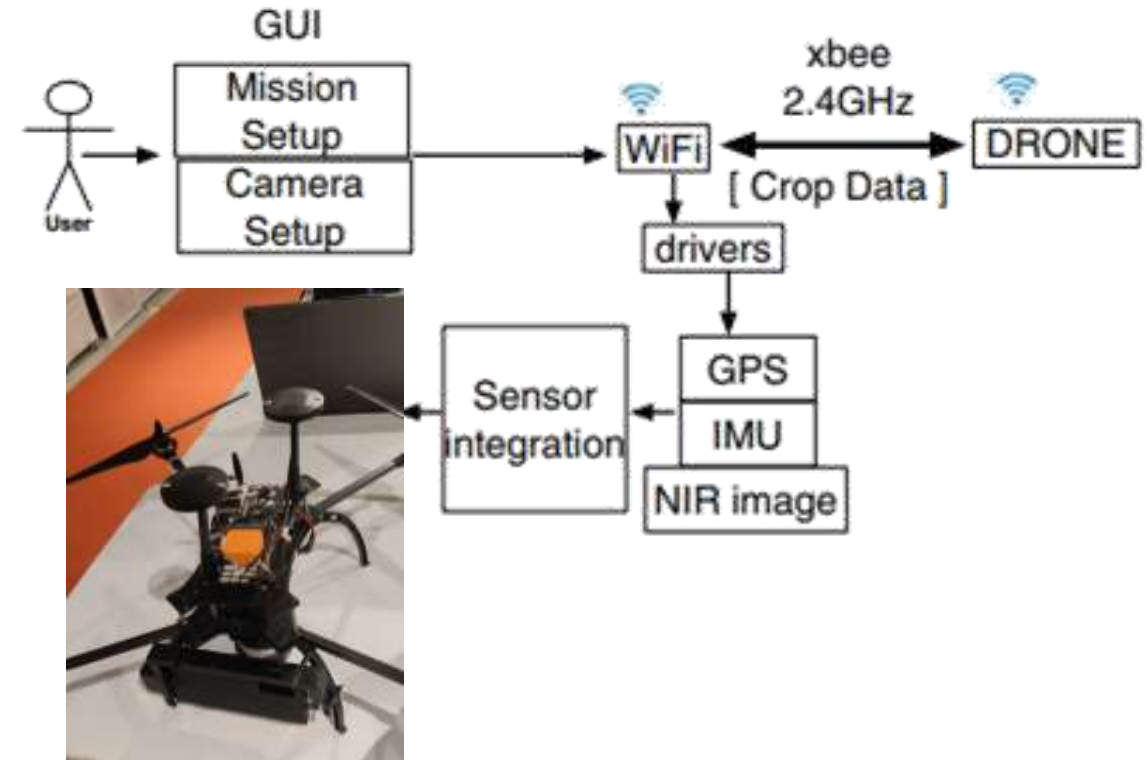 GUI
Mission
Setup
Camera
Setup
User
WiFi
xbee
2.4GHz
[ Crop Data ]
DRONE
drivers
GPS
IMU
NIR image
Sensor
integration